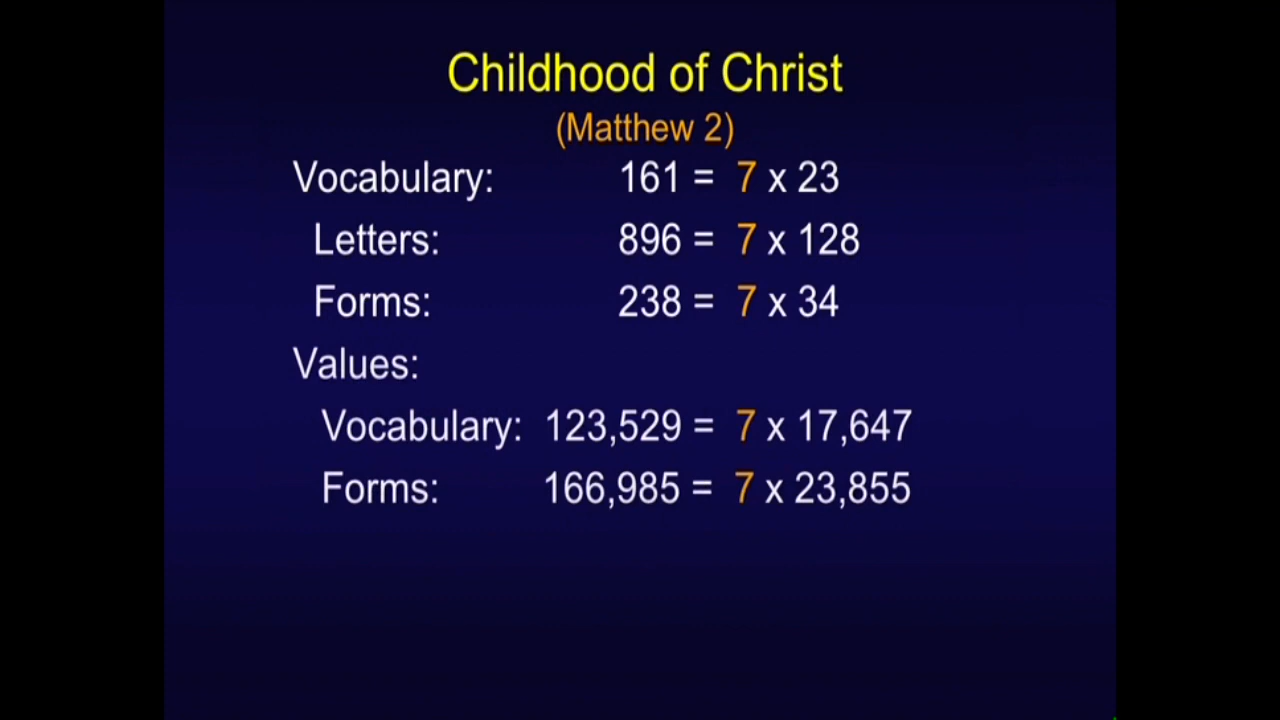 Childhood of Christ
(Matthew 2)
Vocabulary: 161 = 7 x 23
Letters: 896 = 7 x 128
Forms: 238 = 7 x 34
Values:
Vocabulary: 123,529 = 7 x 17,647
Forms: 166,985 = 7 x 23,855